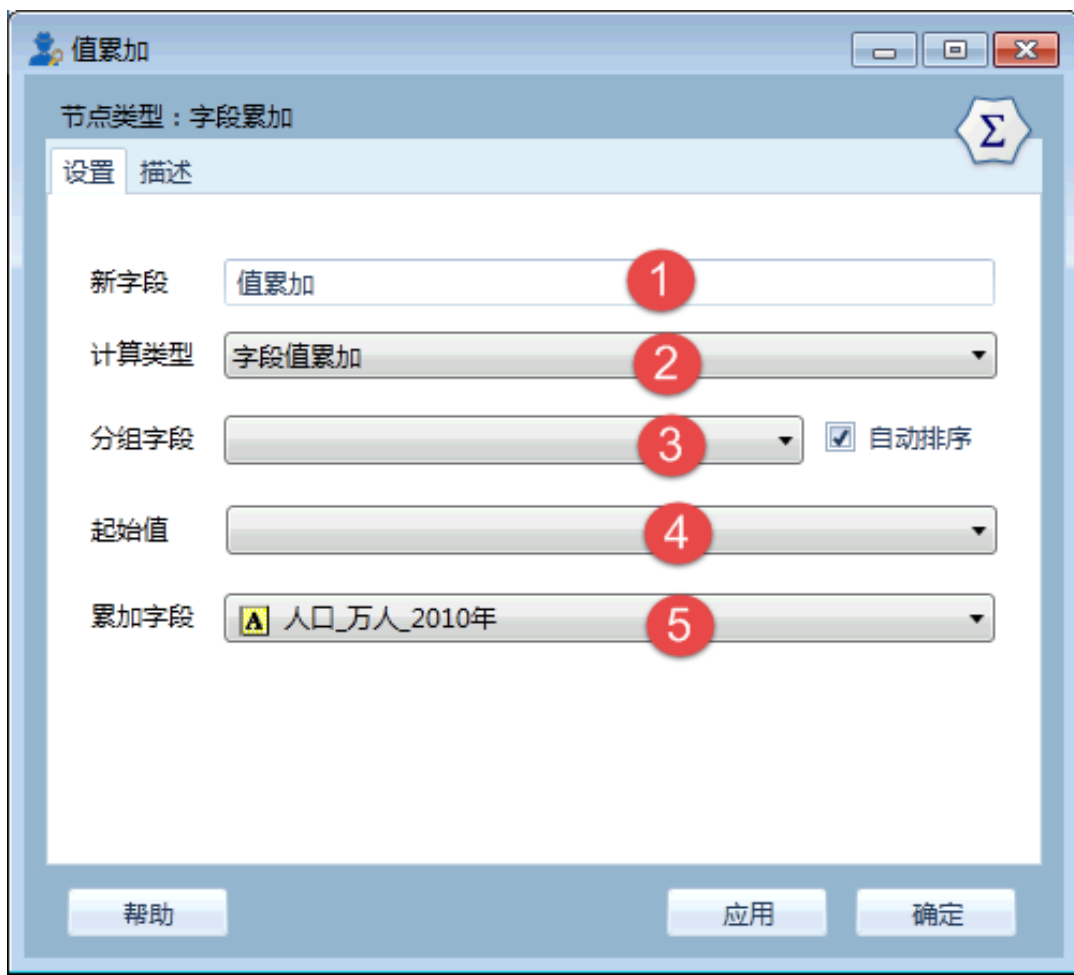 值累加
节点类型：字段累加
Σ
设置 描述
新字段 值累加 1
计算类型 字段值累加 2
分组字段 3 自动排序
起始值 4
累加字段 A 人口_万人_2010年 5
帮助 应用 确定